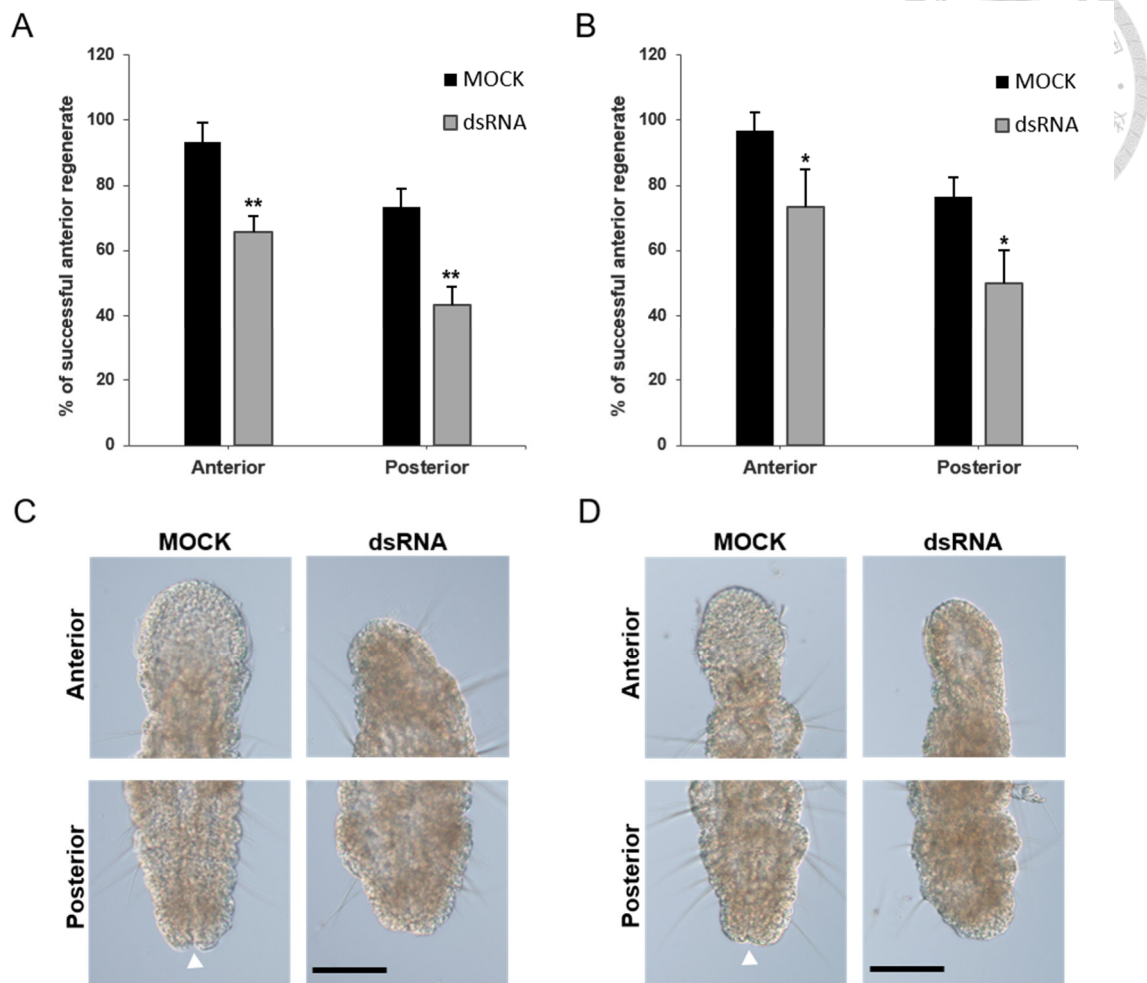 A
120
100
80
60
40
20
0
% of successful anterior regenerate
MOCK
dsRNA
**
**
Anterior
Posterior
B
120
100
80
60
40
20
0
% of successful anterior regenerate
MOCK
dsRNA
*
*
Anterior
Posterior
C
MOCK
dsRNA
Anterior
Posterior
D
MOCK
dsRNA
Anterior
Posterior